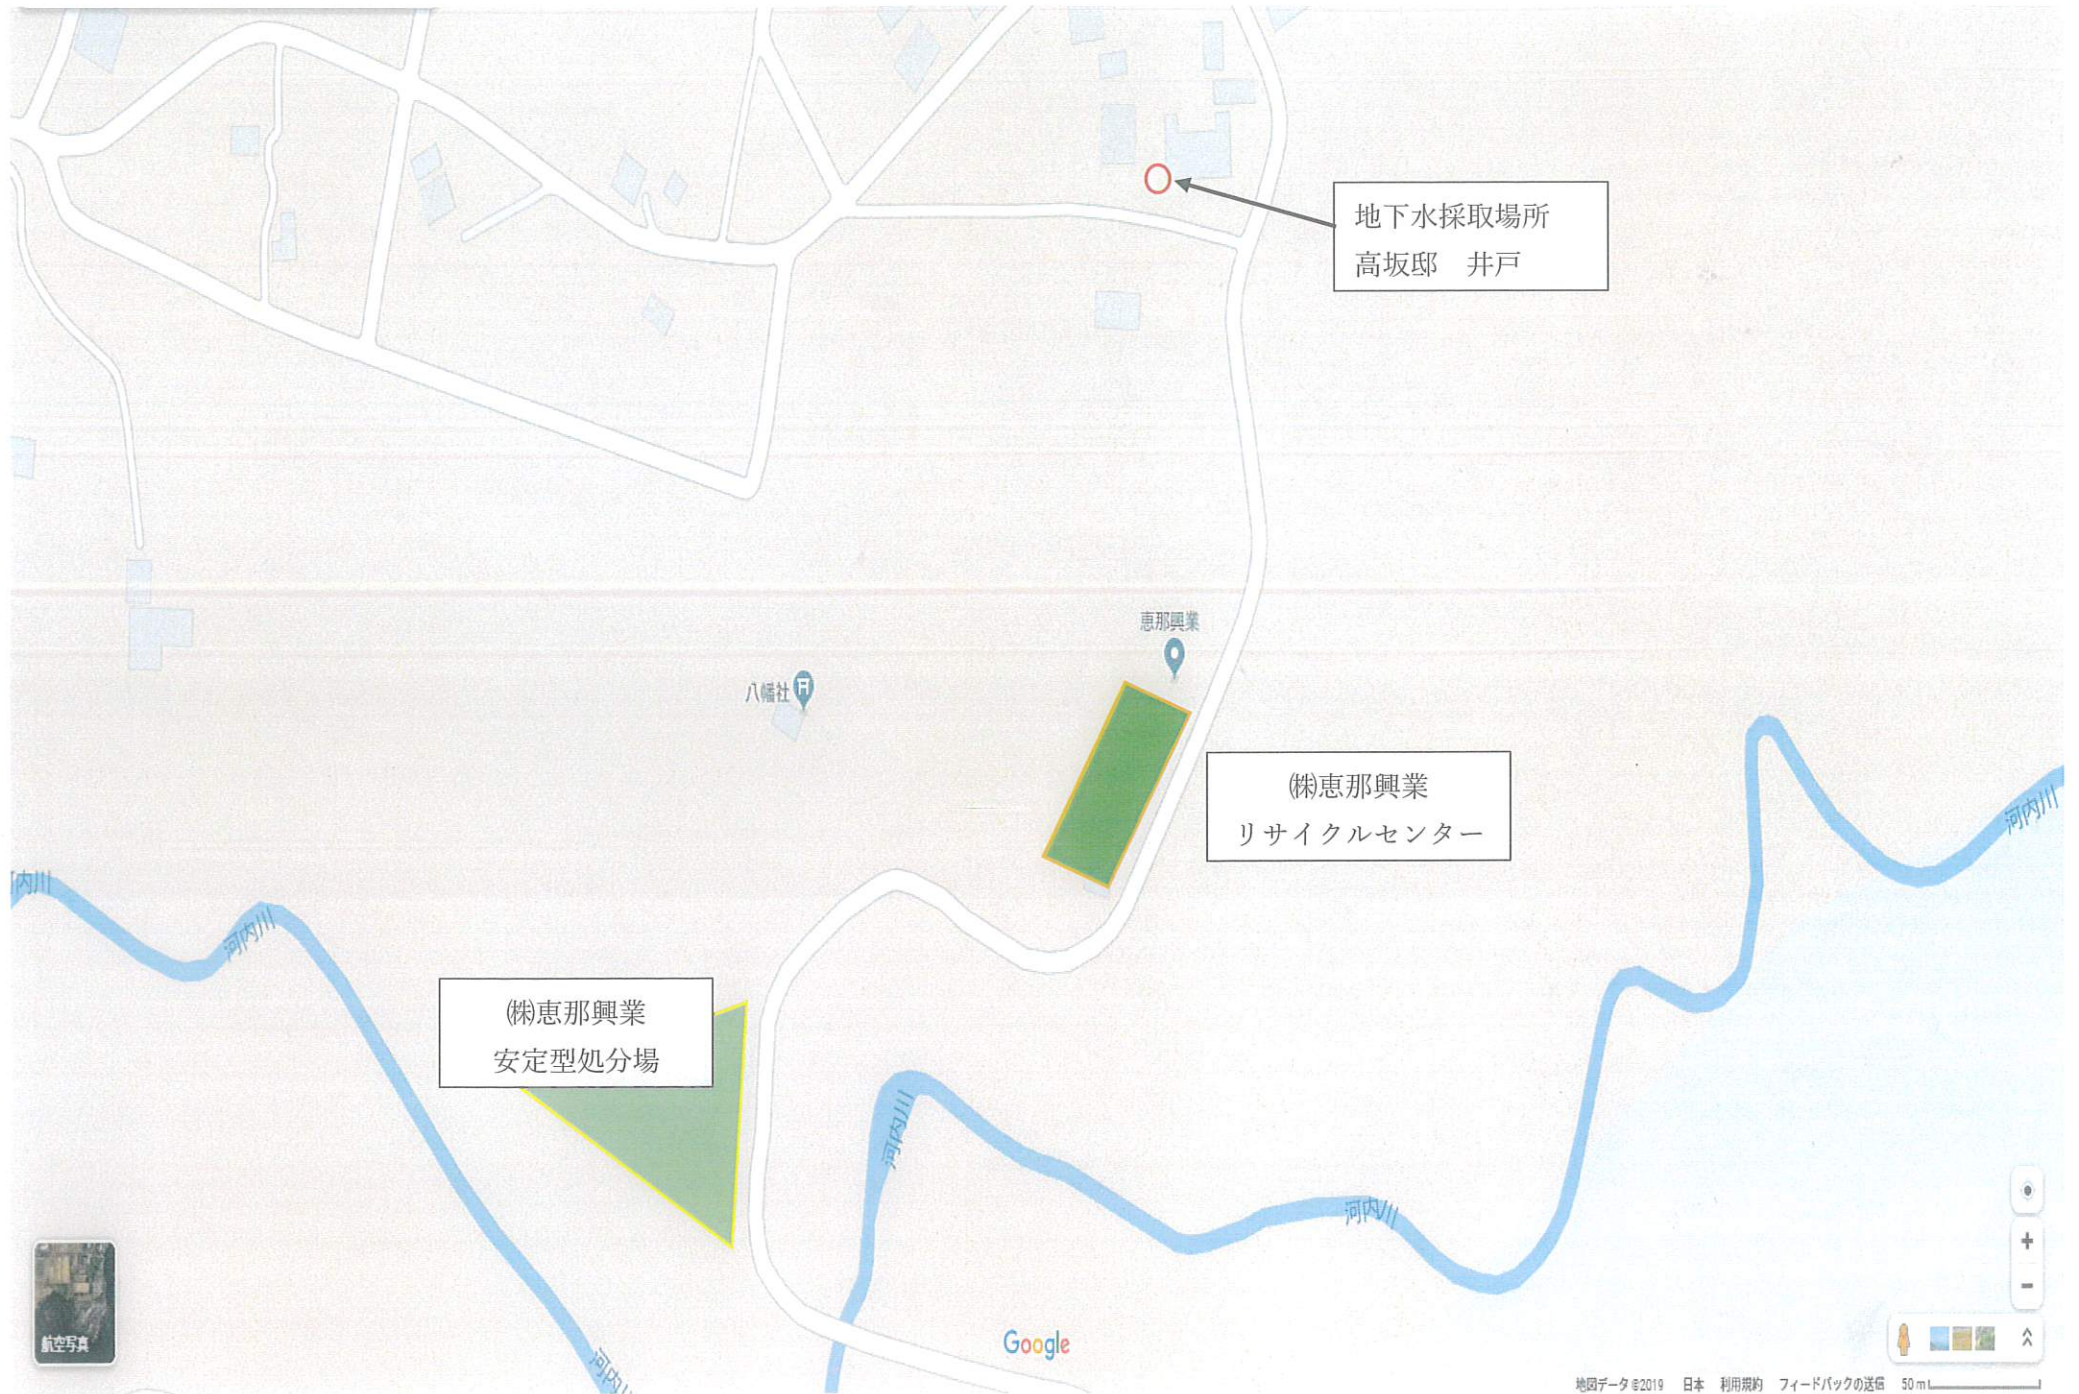 地下水採取場所
高坂邸　井戸
恵那興業
八幡社
㈱恵那興業
リサイクルセンター
河内川
内川
河内川
㈱恵那興業
安定型処分場
河内川
河内川
河内
航空写真
Google
地図データ ©2019 日本 利用規約 フィードバックの送信 50 m